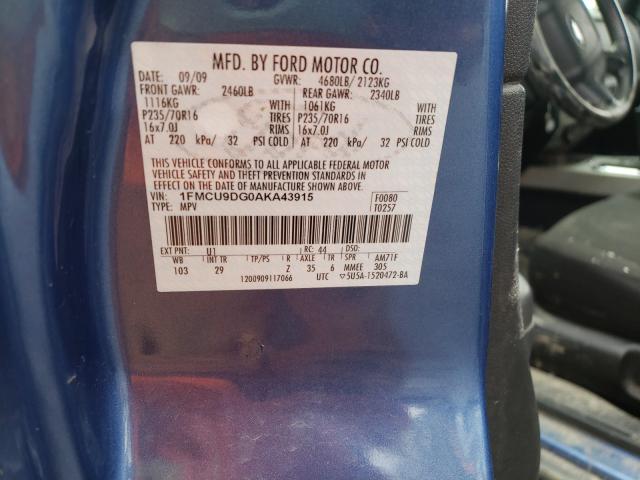 MFD. BY FORD MOTOR CO.
DATE: 09/09 GVWR: 4680LB/ 2123KG
FRONT GAWR: 2460LB REAR GAWR: 2340LB
1116KG WITH 1061KG WITH
P235/70R16 TIRES P235/70R16 TIRES
16x7.0J RIMS 16x7.0J RIMS
AT 220 kPa/ 32 PSI COLD AT 220 kPa/ 32 PSI COLD
THIS VEHICLE CONFORMS TO ALL APPLICABLE FEDERAL MOTOR
VEHICLE SAFETY AND THEFT PREVENTION STANDARDS IN
EFFECT ON THE DATE OF MANUFACTURE SHOWN ABOVE.
VIN: 1FMCU9DG0AKA43915 F0080
TYPE: MPV T0257
EXT PNT: U1 RC: 44 DSO:
WB INT TR TP/PS R AXLE TR SPR AM71F
103 29 Z 35 6 MMEE 305
1200909117066 UTC ▽5U5A-1520472-BA